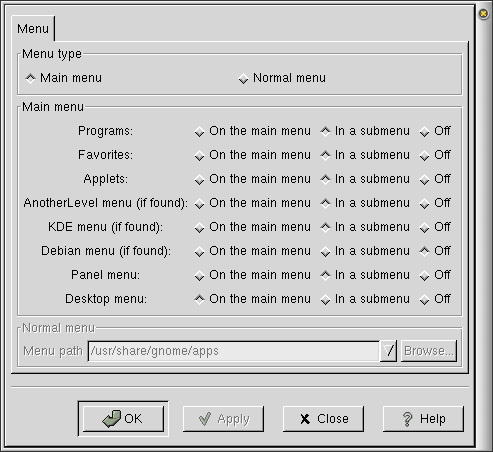 Menu
Menu type
Main menu Normal menu
Main menu
Programs: On the main menu In a submenu Off
Favorites: On the main menu In a submenu Off
Applets: On the main menu In a submenu Off
AnotherLevel menu (if found): On the main menu In a submenu Off
KDE menu (if found): On the main menu In a submenu Off
Debian menu (if found): On the main menu In a submenu Off
Panel menu: On the main menu In a submenu Off
Desktop menu: On the main menu In a submenu Off
Normal menu
Menu path /usr/share/gnome/apps Browse...
OK Apply Close Help